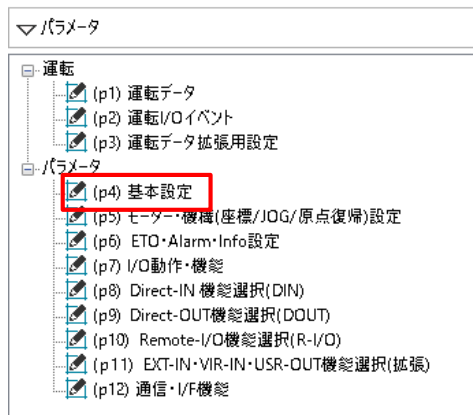 パラメータ
運転
(p1) 運転データ
(p2) 運転I/Oイベント
(p3) 運転データ拡張用設定
パラメータ
(p4) 基本設定
(p5) モーター・機構(座標/JOG/原点復帰)設定
(p6) ETO・Alarm・Info設定
(p7) I/O動作・機能
(p8) Direct-IN 機能選択(DIN)
(p9) Direct-OUT機能選択(DOUT)
(p10) Remote-I/O機能選択(R-I/O)
(p11) EXT-IN・VIR-IN・USR-OUT機能選択(拡張)
(p12) 通信・I/F機能